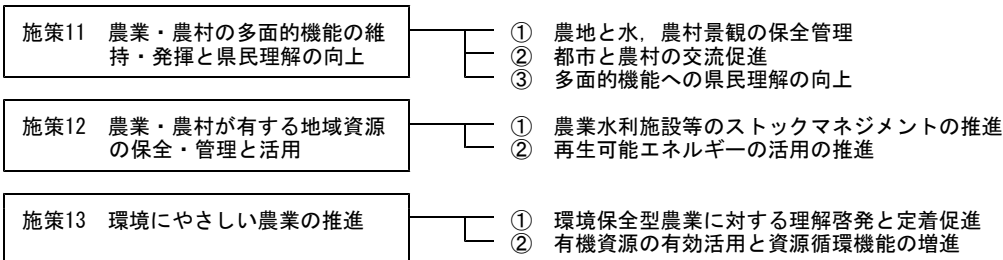 施策11　農業・農村の多面的機能の維
持・発揮と県民理解の向上
①　農地と水，農村景観の保全管理
②　都市と農村の交流促進
③　多面的機能への県民理解の向上
施策12　農業・農村が有する地域資源
の保全・管理と活用
①　農業水利施設等のストックマネジメントの推進
②　再生可能エネルギーの活用の推進
施策13　環境にやさしい農業の推進
①　環境保全型農業に対する理解啓発と定着促進
②　有機資源の有効活用と資源循環機能の増進